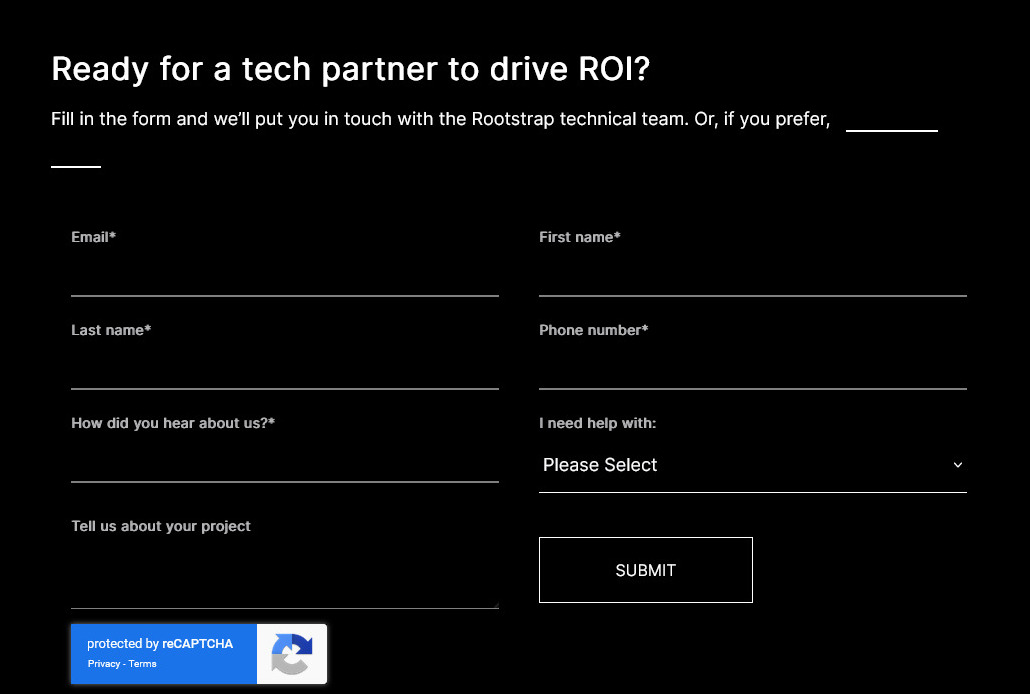 Ready for a tech partner to drive ROI?
Fill in the form and we’ll put you in touch with the Rootstrap technical team. Or, if you prefer,
Email*
First name*
Last name*
Phone number*
How did you hear about us?*
I need help with:
Please Select
Tell us about your project
SUBMIT
protected by reCAPTCHA
Privacy - Terms